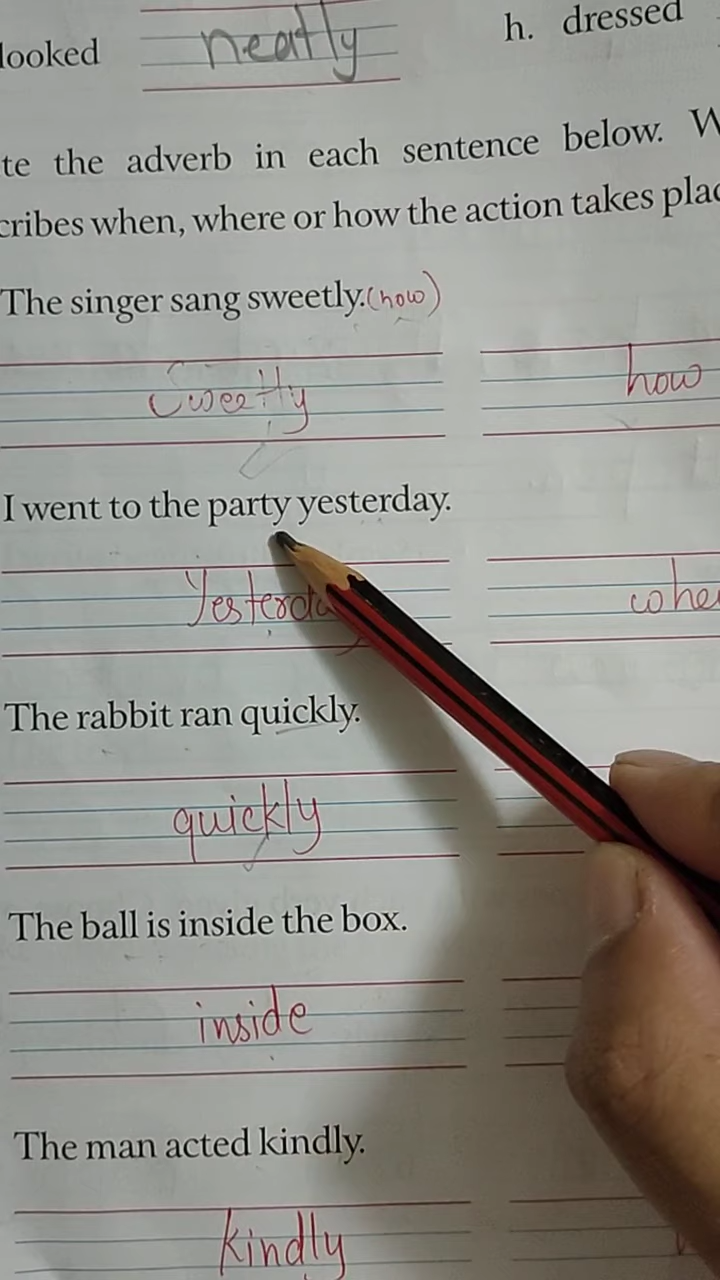 looked neatly h. dressed
te the adverb in each sentence below. W
cribes when, where or how the action takes plac
The singer sang sweetly. (how)
sweetly how
I went to the party yesterday.
Yesterda whe
The rabbit ran quickly.
quickly
The ball is inside the box.
inside
The man acted kindly.
kindly